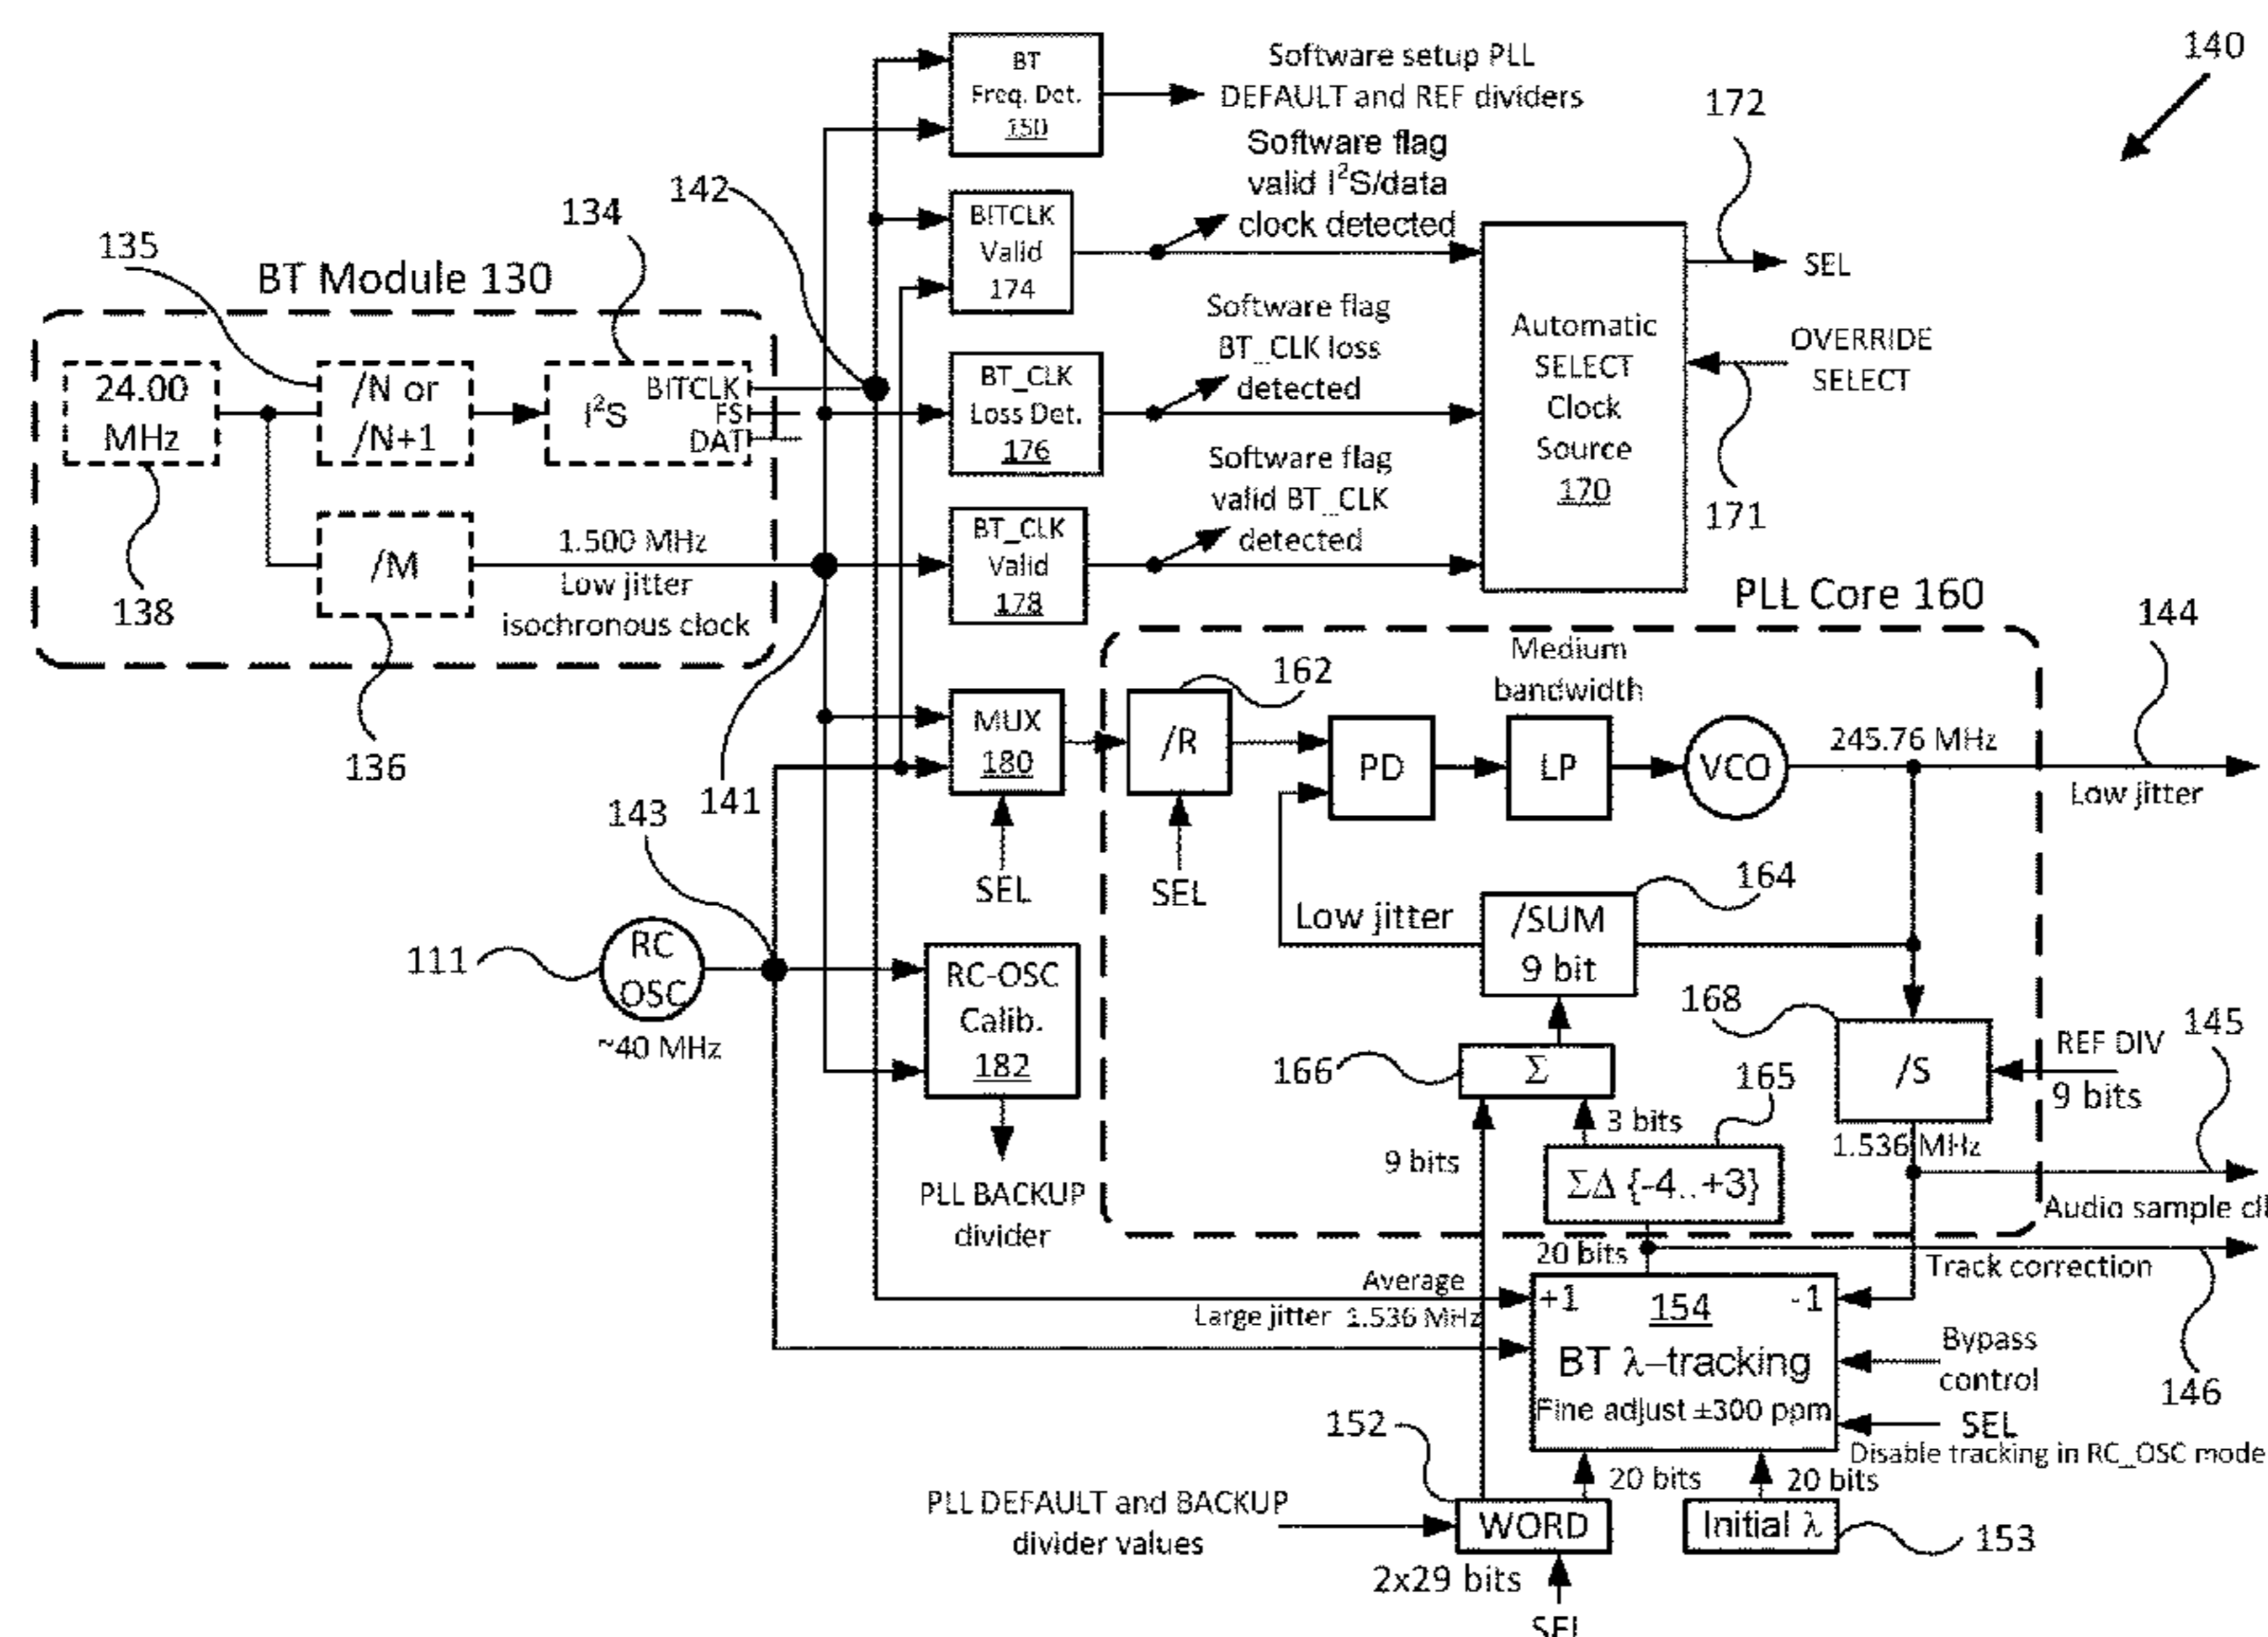 140
BT
Freq. Det.
150
Software setup PLL
DEFAULT and REF dividers
172
142
BITCLK
Valid
174
Software flag
valid I²S/data
clock detected
SEL
135
134
BT Module 130
24.00
MHz
/N or
/N+1
I²S
BITCLK
FS
DAT
BT_CLK
Loss Det.
176
Software flag
BT_CLK loss
detected
Automatic
SELECT
Clock
Source
170
OVERRIDE
SELECT
171
138
/M
136
1.500 MHz
Low jitter
isochronous clock
141
BT_CLK
Valid
178
Software flag
valid BT_CLK
detected
PLL Core 160
144
MUX
180
SEL
162
/R
SEL
Medium
bandwidth
PD
LP
VCO
245.76 MHz
Low jitter
143
111
RC
OSC
~40 MHz
RC-OSC
Calib.
182
PLL BACKUP
divider
Low jitter
/SUM
9 bit
164
168
/S
REF DIV
9 bits
145
166
Σ
165
3 bits
9 bits
ΣΔ {-4..+3}
1.536 MHz
Audio sample cl
20 bits
Track correction
146
Average
Large jitter 1.536 MHz
+1
154
-1
BT λ–tracking
Fine adjust ±300 ppm
Bypass
control
SEL
Disable tracking in RC_OSC mode
152
20 bits
20 bits
PLL DEFAULT and BACKUP
divider values
WORD
Initial λ
153
2x29 bits
SEL